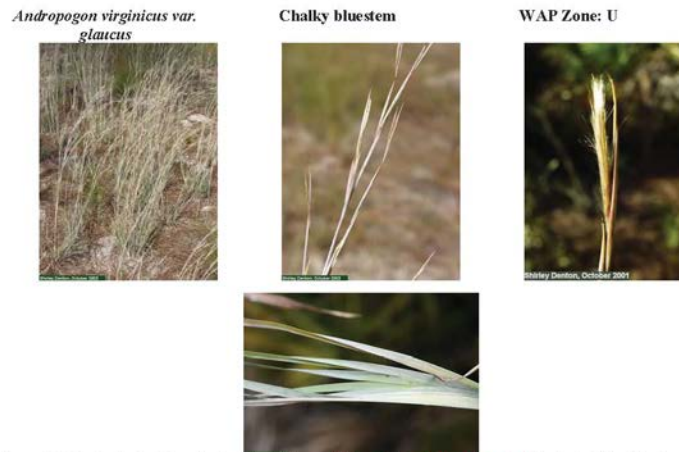 Andropogon virginicus var.
glaucus
Chalky bluestem
WAP Zone: U
Shirley Denton, October 2001